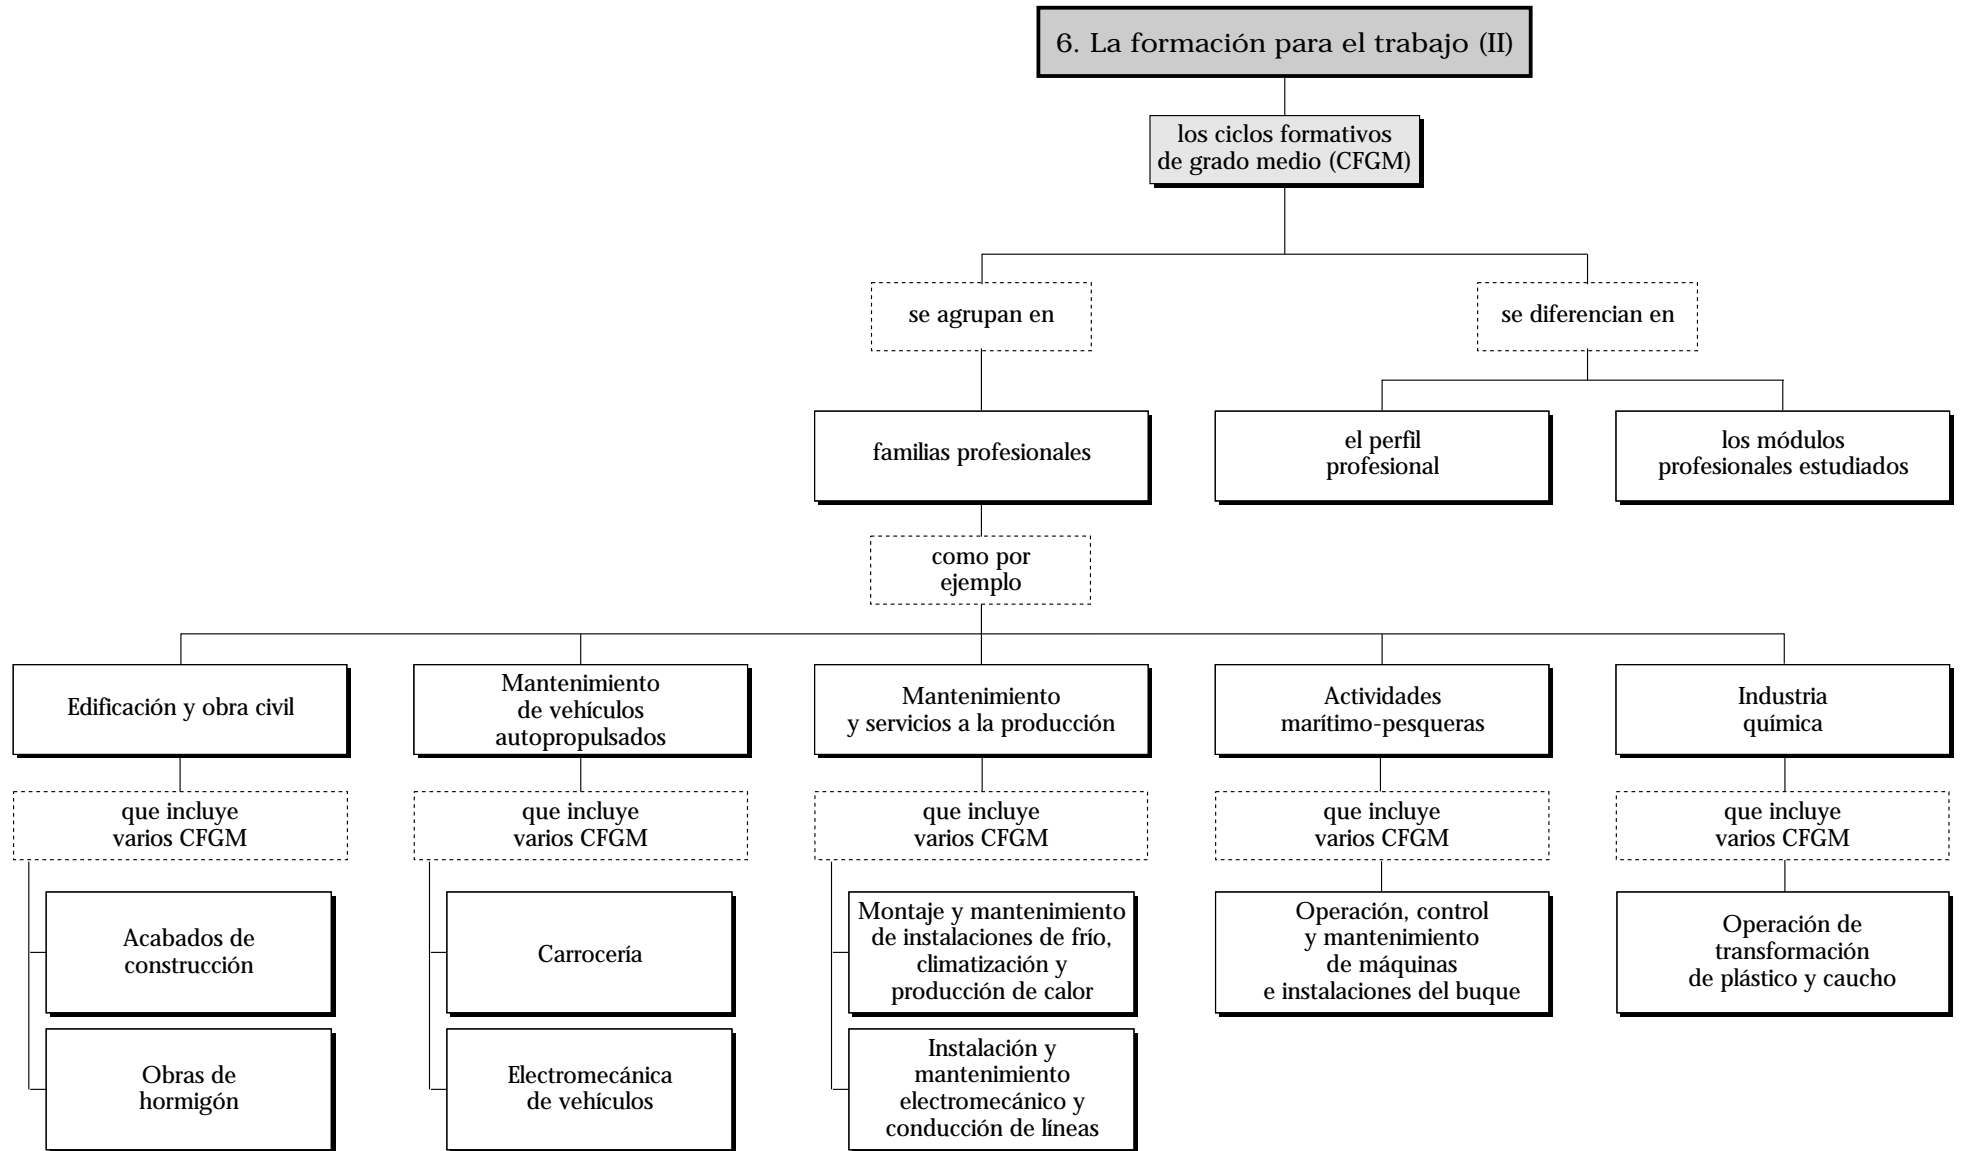 6. La formación para el trabajo (II)
los ciclos formativos
de grado medio (CFGM)
se agrupan en
se diferencian en
familias profesionales
el perfil
profesional
los módulos
profesionales estudiados
como por
ejemplo
Edificación y obra civil
Mantenimiento
de vehículos
autopropulsados
Mantenimiento
y servicios a la producción
Actividades
marítimo-pesqueras
Industria
química
que incluye
varios CFGM
que incluye
varios CFGM
que incluye
varios CFGM
que incluye
varios CFGM
que incluye
varios CFGM
Acabados de
construcción
Carrocería
Montaje y mantenimiento
de instalaciones de frío,
climatización y
producción de calor
Operación, control
y mantenimiento
de máquinas
e instalaciones del buque
Operación de
transformación
de plástico y caucho
Obras de
hormigón
Electromecánica
de vehículos
Instalación y
mantenimiento
electromecánico y
conducción de líneas